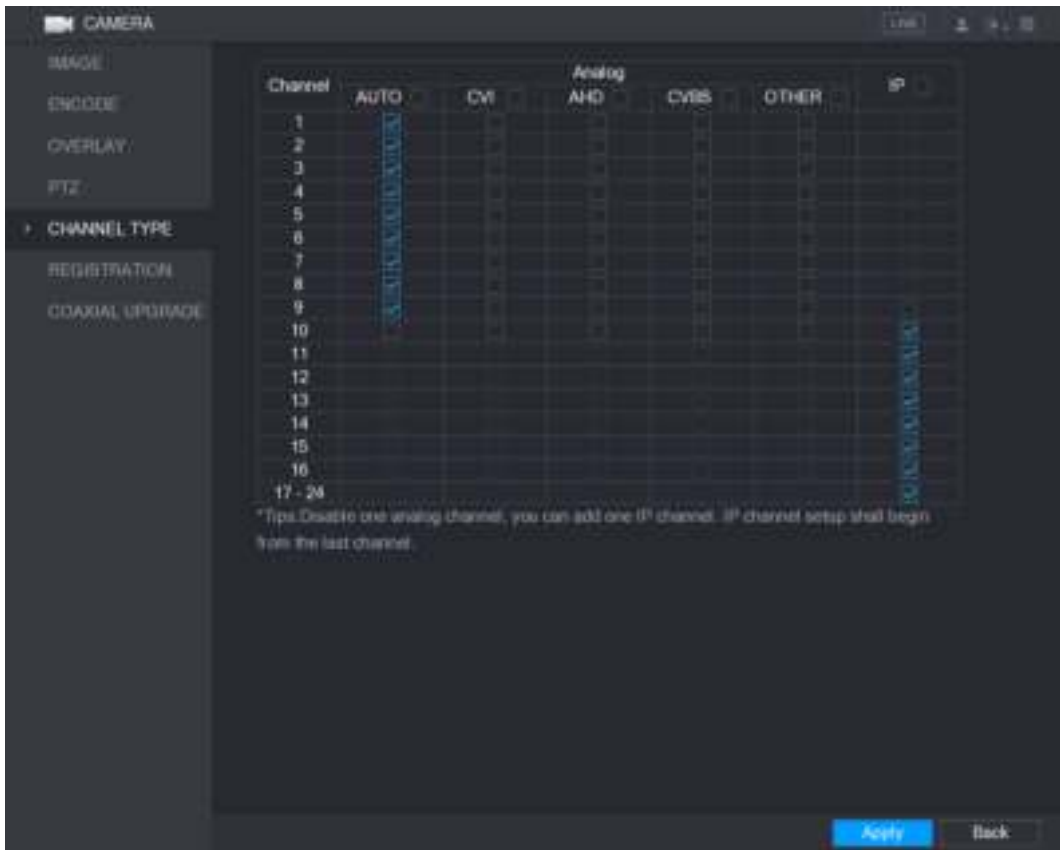 CAMERA
LIVE
IMAGE
ENCODE
OVERLAY
PTZ
CHANNEL TYPE
REGISTRATION
COAXIAL UPGRADE
Channel
Analog
IP
AUTO
CVI
AHD
CVBS
OTHER
1
2
3
4
5
6
7
8
9
10
11
12
13
14
15
16
17 - 24
*Tips:Disable one analog channel, you can add one IP channel. IP channel setup shall begin
from the last channel.
Apply
Back